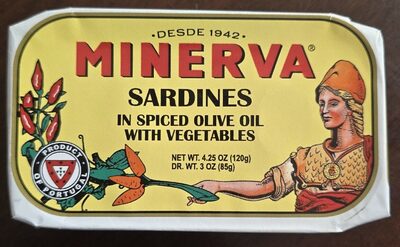 • DESDE 1942 •
MINERVA®
SARDINES
IN SPICED OLIVE OIL
WITH VEGETABLES
NET WT. 4.25 OZ (120g)
DR. WT. 3 OZ (85g)
PRODUCT
OF PORTUGAL